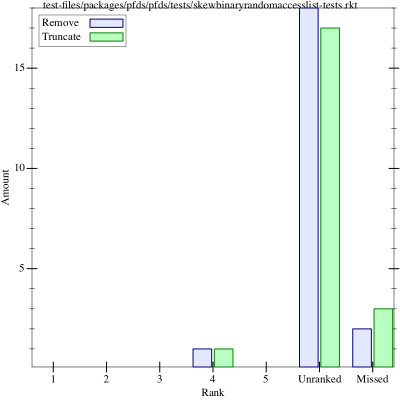 test-files/packages/pfds/pfds/tests/skewbinaryrandomaccesslist-tests.rkt
Remove
Truncate
15
10
5
Amount
1 2 3 4 5 Unranked Missed
Rank